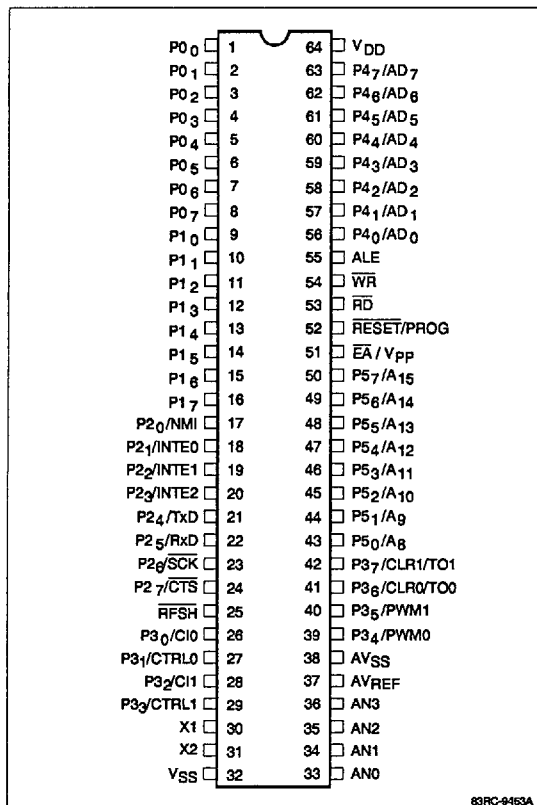 P0₀ 1 64 V_DD
P0₁ 2 63 P4₇/AD₇
P0₂ 3 62 P4₆/AD₆
P0₃ 4 61 P4₅/AD₅
P0₄ 5 60 P4₄/AD₄
P0₅ 6 59 P4₃/AD₃
P0₆ 7 58 P4₂/AD₂
P0₇ 8 57 P4₁/AD₁
P1₀ 9 56 P4₀/AD₀
P1₁ 10 55 ALE
P1₂ 11 54 W̅R̅
P1₃ 12 53 R̅D̅
P1₄ 13 52 R̅E̅S̅E̅T̅/PROG
P1₅ 14 51 E̅A̅ / V_PP
P1₆ 15 50 P5₇/A₁₅
P1₇ 16 49 P5₆/A₁₄
P2₀/NMI 17 48 P5₅/A₁₃
P2₁/INTE0 18 47 P5₄/A₁₂
P2₂/INTE1 19 46 P5₃/A₁₁
P2₃/INTE2 20 45 P5₂/A₁₀
P2₄/TxD 21 44 P5₁/A₉
P2₅/RxD 22 43 P5₀/A₈
P2₆/S̅C̅K̅ 23 42 P3₇/CLR1/TO1
P2₇/C̅T̅S̅ 24 41 P3₆/CLR0/TO0
R̅F̅S̅H̅ 25 40 P3₅/PWM1
P3₀/CI0 26 39 P3₄/PWM0
P3₁/CTRL0 27 38 AV_SS
P3₂/CI1 28 37 AV_REF
P3₃/CTRL1 29 36 AN3
X1 30 35 AN2
X2 31 34 AN1
V_SS 32 33 AN0
83RC-9463A